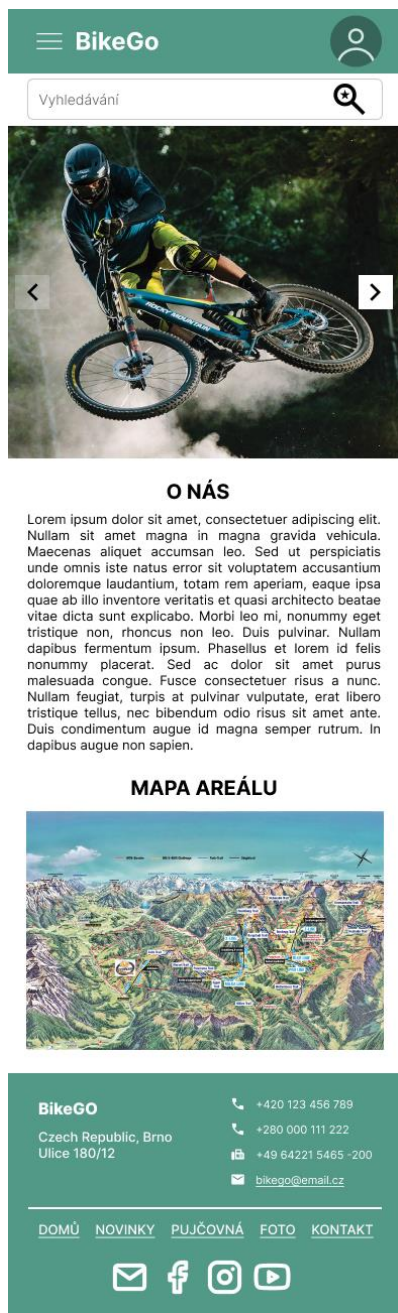 BikeGo
Vyhledávání
ROCKY MOUNTAIN
O NÁS
Lorem ipsum dolor sit amet, consectetuer adipiscing elit.
Nullam sit amet magna in magna gravida vehicula.
Maecenas aliquet accumsan leo. Sed ut perspiciatis
unde omnis iste natus error sit voluptatem accusantium
doloremque laudantium, totam rem aperiam, eaque ipsa
quae ab illo inventore veritatis et quasi architecto beatae
vitae dicta sunt explicabo. Morbi leo mi, nonummy eget
tristique non, rhoncus non leo. Duis pulvinar. Nullam
dapibus fermentum ipsum. Phasellus et lorem id felis
nonummy placerat. Sed ac dolor sit amet purus
malesuada congue. Fusce consectetuer risus a nunc.
Nullam feugiat, turpis at pulvinar vulputate, erat libero
tristique tellus, nec bibendum odio risus sit amet ante.
Duis condimentum augue id magna semper rutrum. In
dapibus augue non sapien.
MAPA AREÁLU
BikeGO
Czech Republic, Brno
Ulice 180/12
+420 123 456 789
+280 000 111 222
+49 64221 5465 -200
bikego@email.cz
DOMŮ NOVINKY PUJČOVNÁ FOTO KONTAKT